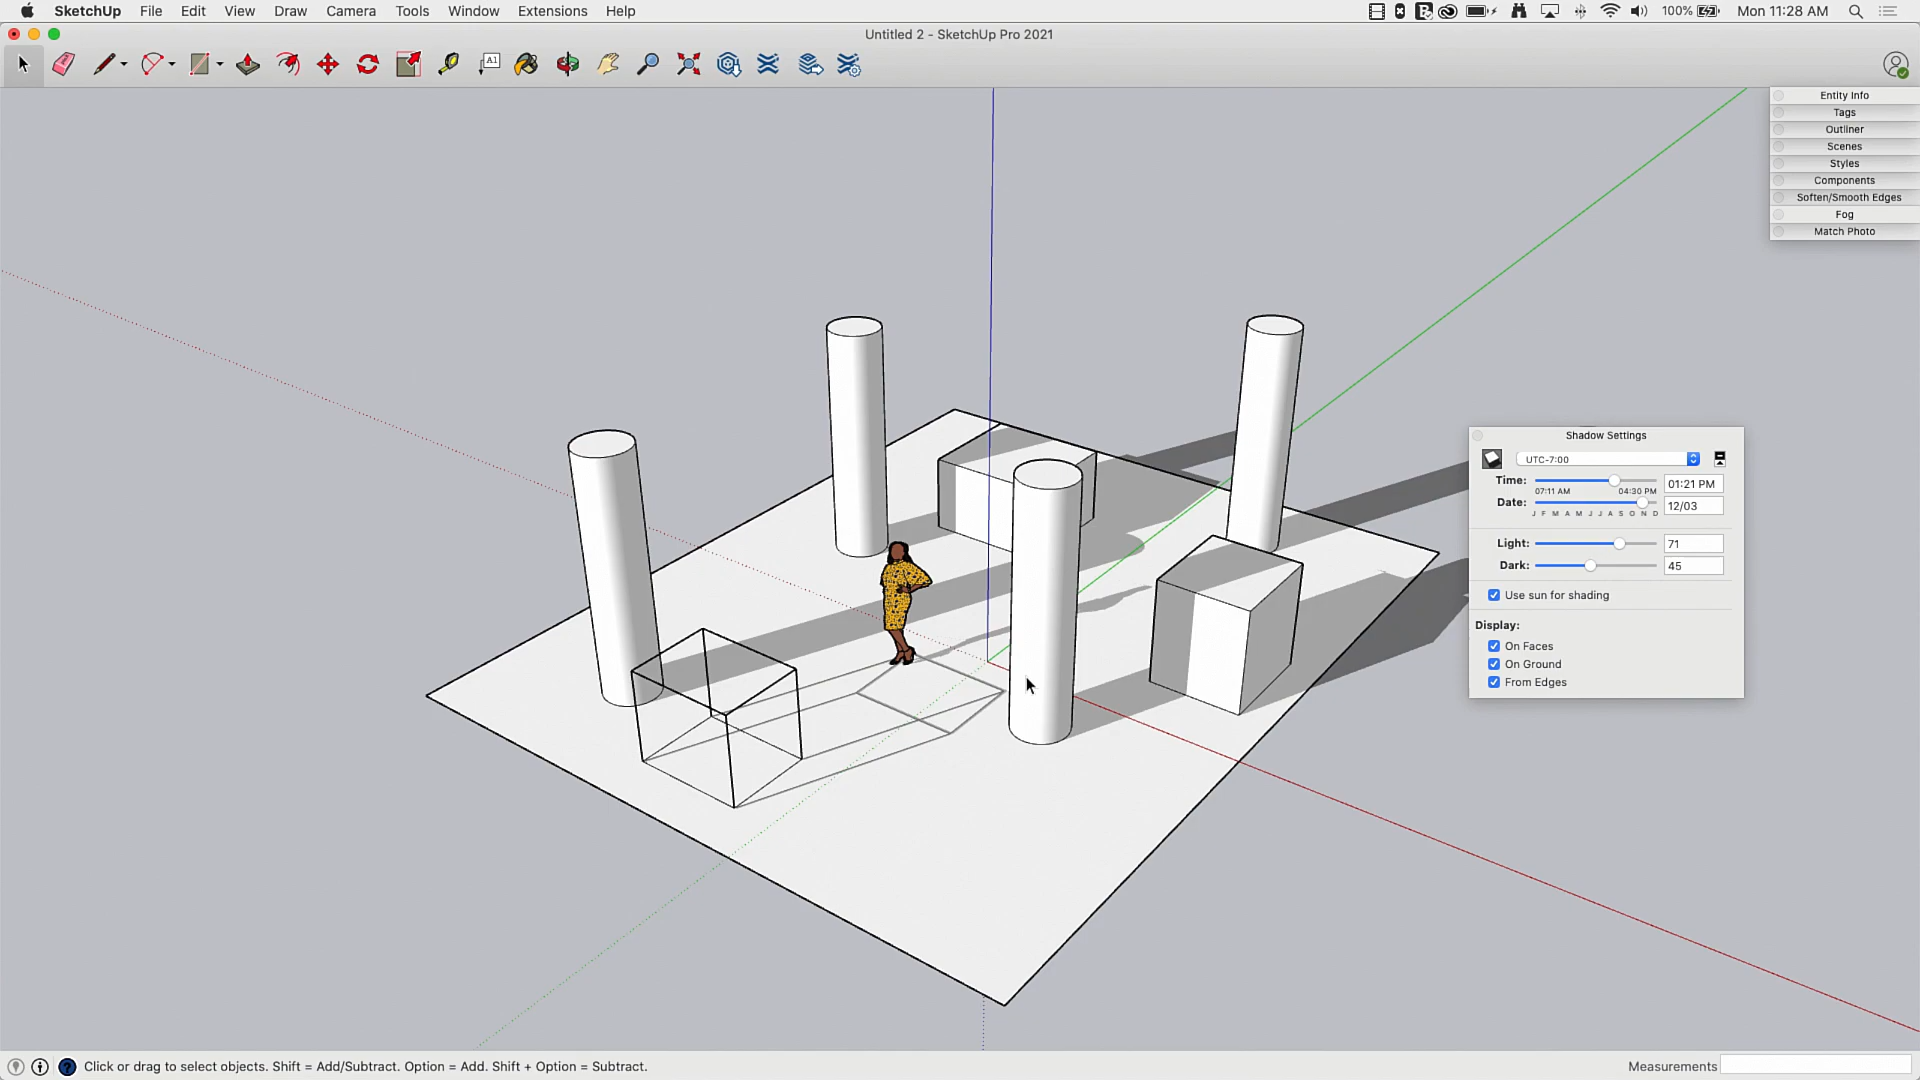 SketchUp File Edit View Draw Camera Tools Window Extensions Help 100% Mon 11:28 AM
Untitled 2 - SketchUp Pro 2021
A1
Entity Info
Tags
Outliner
Scenes
Styles
Components
Soften/Smooth Edges
Fog
Match Photo
Shadow Settings
UTC-7:00
Time: 01:21 PM
07:11 AM 04:30 PM
Date: 12/03
J F M A M J J A S O N D
Light: 71
Dark: 45
Use sun for shading
Display:
On Faces
On Ground
From Edges
Click or drag to select objects. Shift = Add/Subtract. Option = Add. Shift + Option = Subtract. Measurements